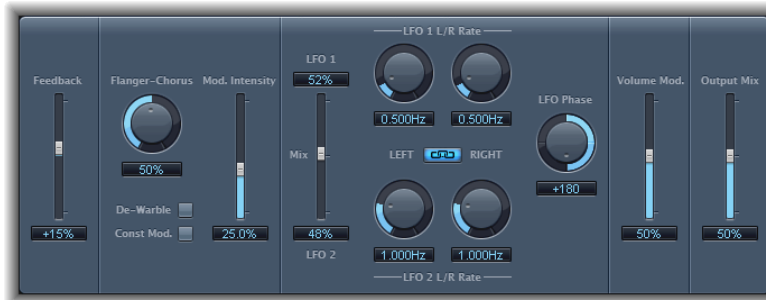 LFO 1 L/R Rate
LFO 1
Feedback
Flanger-Chorus
Mod. Intensity
52%
Volume Mod.
Output Mix
LFO Phase
0.500Hz
0.500Hz
Mix
LEFT
RIGHT
50%
+180
De-Warble
Const Mod.
+15%
25.0%
48%
50%
50%
LFO 2
1.000Hz
1.000Hz
LFO 2 L/R Rate